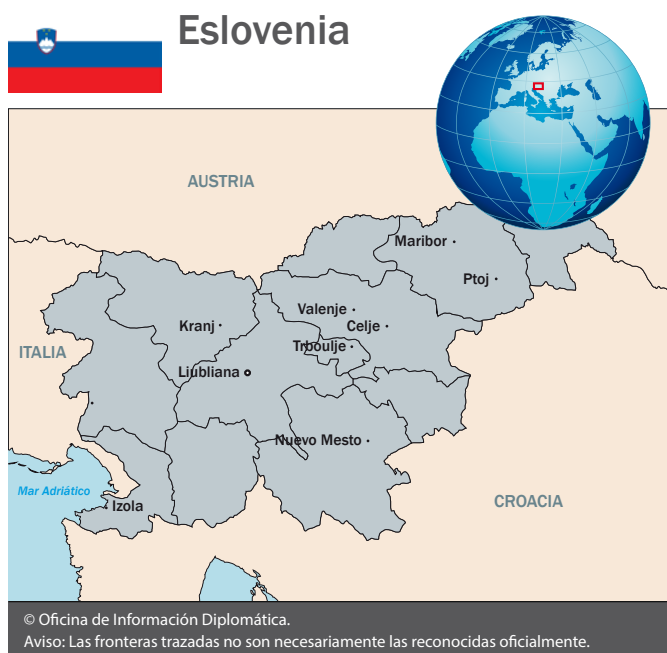 Eslovenia
AUSTRIA
Maribor
Ptoj
Valenje
Kranj
Celje
ITALIA
Trboulje
Liubliana
Nuevo Mesto
Mar Adriático
Izola
CROACIA
© Oficina de Información Diplomática.
Aviso: Las fronteras trazadas no son necesariamente las reconocidas oficialmente.